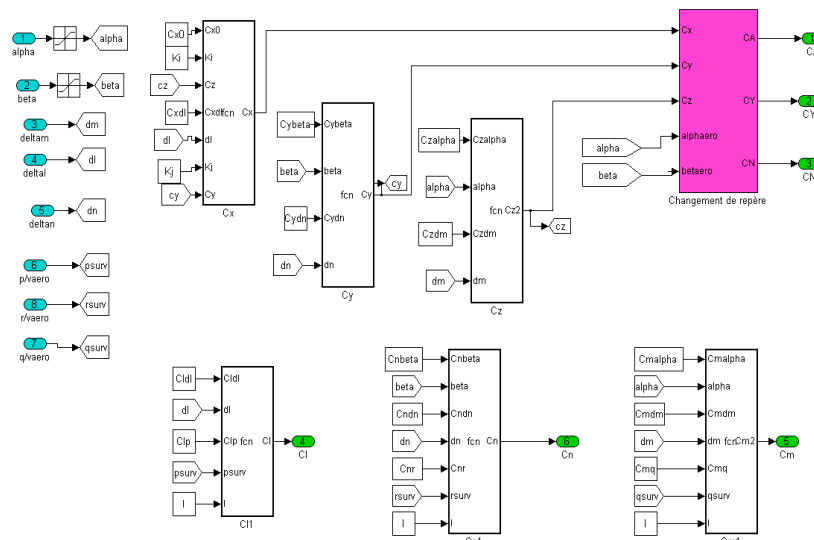 1
alpha
alpha
2
beta
beta
3
deltam
dm
4
deltal
dl
5
deltan
dn
6
p/vaero
psurv
8
r/vaero
rsurv
7
q/vaero
qsurv
Cx0
Ki
cz
Cxdl
dl
Kj
cy
Cx0
Ki
Cz
Cxdl
fcn
Cx
dl
Kj
Cy
Cx
Cybeta
beta
Cydn
dn
Cybeta
beta
fcn
Cy
Cydn
dn
Cy
cy
Czalpha
alpha
Czdm
dm
Czalpha
alpha
fcn
Cz2
Czdm
dm
Cz
cz
Cx
Cy
Cz
alphaero
betaero
CA
CY
CN
Changement de repère
alpha
beta
1
2
CY
3
CN
Cldl
dl
Clp
psurv
l
Cldl
dl
Clp
fcn
Cl
psurv
l
Cl1
4
Cl
Cnbeta
beta
Cndn
dn
Cnr
rsurv
l
Cnbeta
beta
Cndn
dn
fcn
Cn
Cnr
rsurv
l
6
Cn
Cmalpha
alpha
Cmdm
dm
Cmq
qsurv
l
Cmalpha
alpha
Cmdm
dm
fcn
Cm2
Cmq
qsurv
l
5
Cm